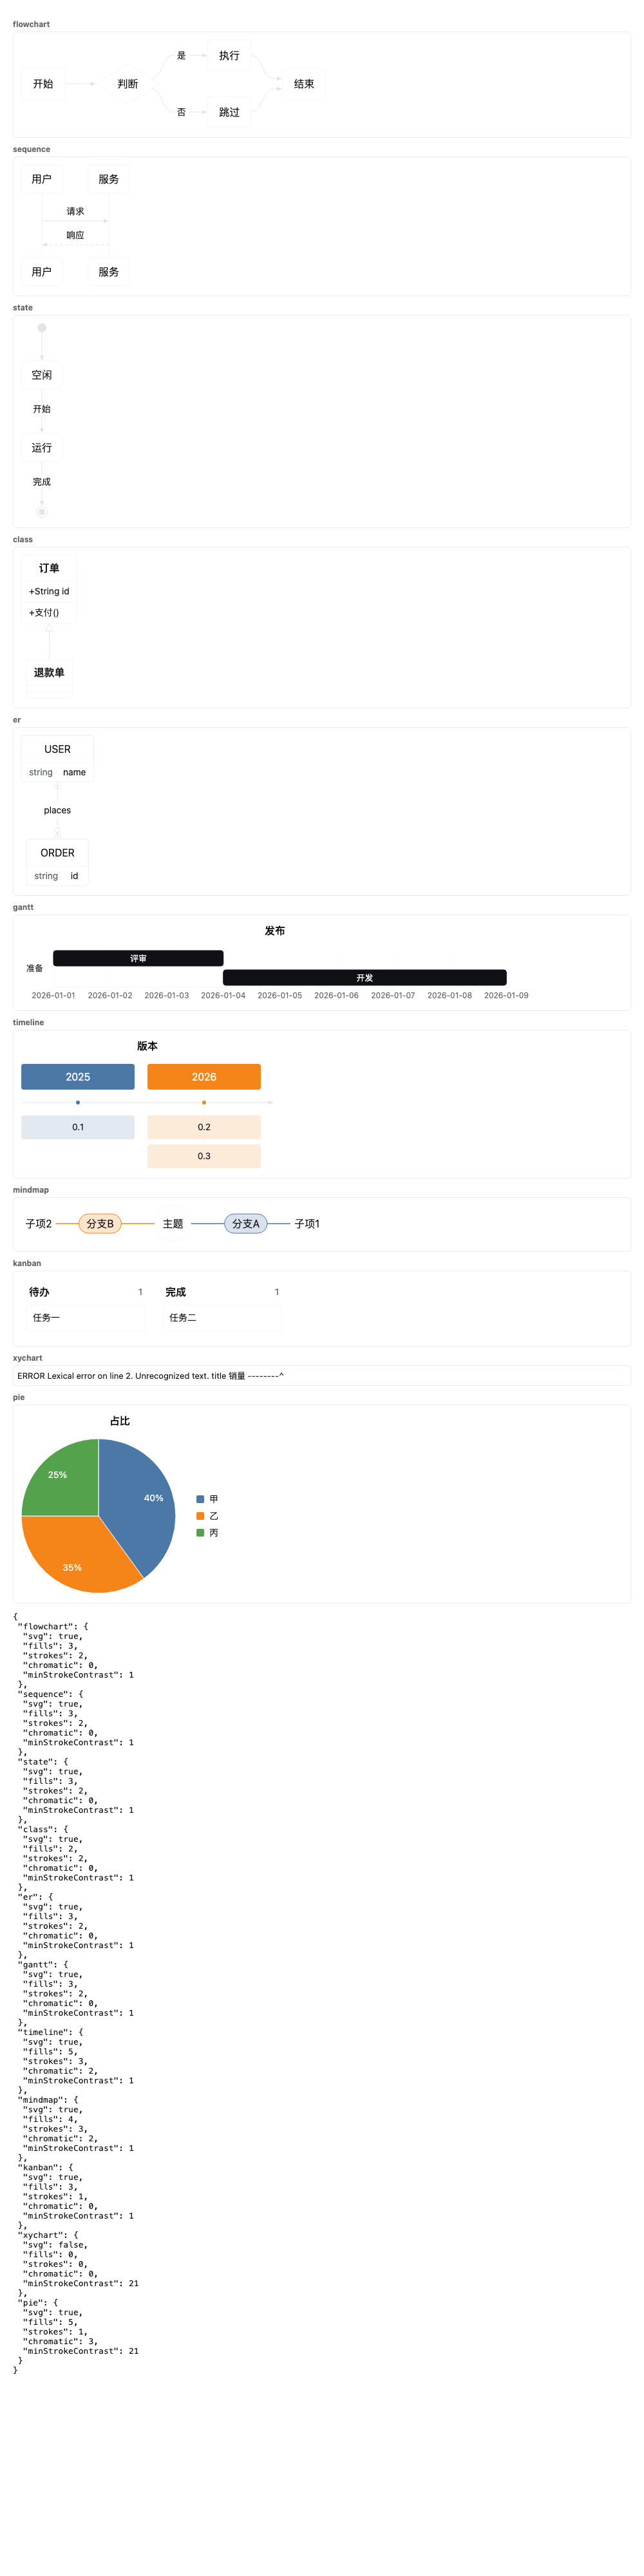 flowchart
是
执行
开始
判断
结束
否
跳过
sequence
用户 服务
请求
响应
用户 服务
state
空闲
开始
运行
完成
class
订单
+String id
+支付()
退款单
er
USER
string name
places
ORDER
string id
gantt
发布
评审
准备
开发
2026-01-01 2026-01-02 2026-01-03 2026-01-04 2026-01-05 2026-01-06 2026-01-07 2026-01-08 2026-01-09
timeline
版本
2025 2026
0.1 0.2
0.3
mindmap
子项2 分支B 主题 分支A 子项1
kanban
待办 1 完成 1
任务一 任务二
xychart
ERROR Lexical error on line 2. Unrecognized text. title 销量 --------^
pie
占比
25%
40%
35%
甲
乙
丙
{
"flowchart": {
"svg": true,
"fills": 3,
"strokes": 2,
"chromatic": 0,
"minStrokeContrast": 1
},
"sequence": {
"svg": true,
"fills": 3,
"strokes": 2,
"chromatic": 0,
"minStrokeContrast": 1
},
"state": {
"svg": true,
"fills": 3,
"strokes": 2,
"chromatic": 0,
"minStrokeContrast": 1
},
"class": {
"svg": true,
"fills": 2,
"strokes": 2,
"chromatic": 0,
"minStrokeContrast": 1
},
"er": {
"svg": true,
"fills": 3,
"strokes": 2,
"chromatic": 0,
"minStrokeContrast": 1
},
"gantt": {
"svg": true,
"fills": 3,
"strokes": 2,
"chromatic": 0,
"minStrokeContrast": 1
},
"timeline": {
"svg": true,
"fills": 5,
"strokes": 3,
"chromatic": 2,
"minStrokeContrast": 1
},
"mindmap": {
"svg": true,
"fills": 4,
"strokes": 3,
"chromatic": 2,
"minStrokeContrast": 1
},
"kanban": {
"svg": true,
"fills": 3,
"strokes": 1,
"chromatic": 0,
"minStrokeContrast": 1
},
"xychart": {
"svg": false,
"fills": 0,
"strokes": 0,
"chromatic": 0,
"minStrokeContrast": 21
},
"pie": {
"svg": true,
"fills": 5,
"strokes": 1,
"chromatic": 3,
"minStrokeContrast": 21
}
}